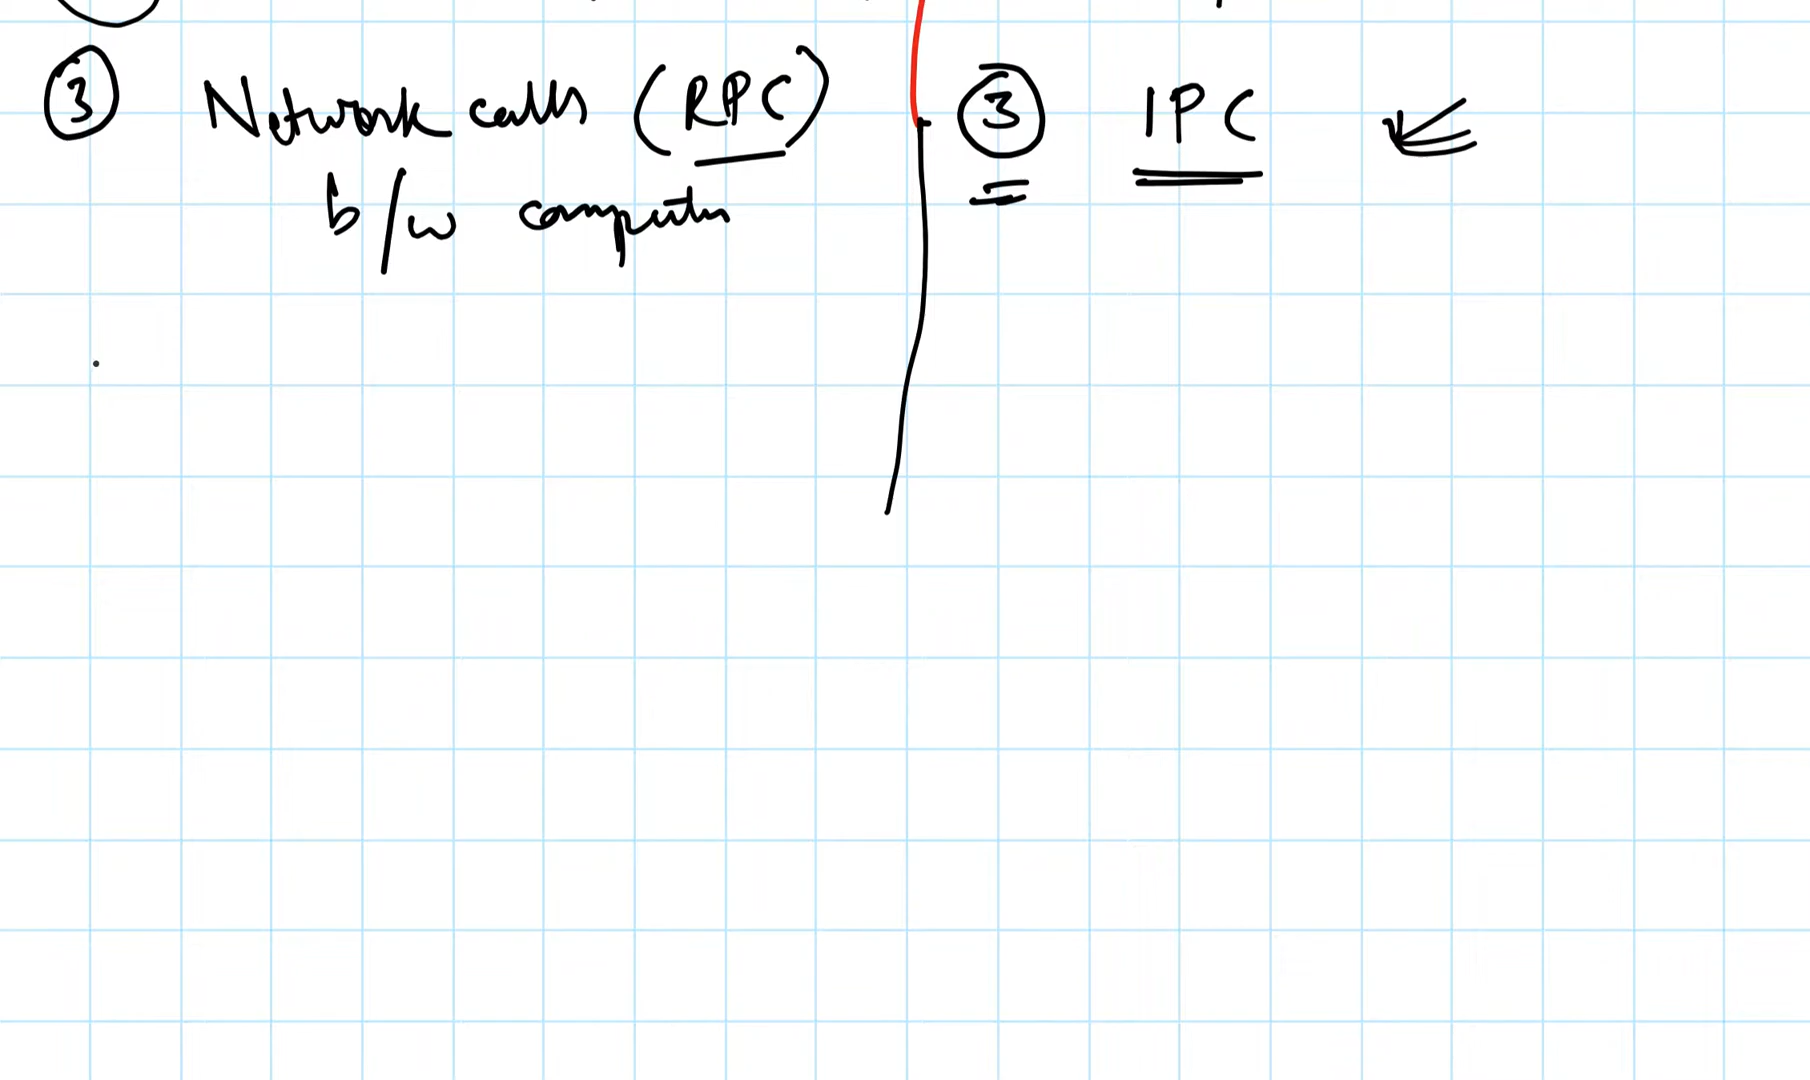 ③ Network calls (RPC)
b/w computers
③ IPC